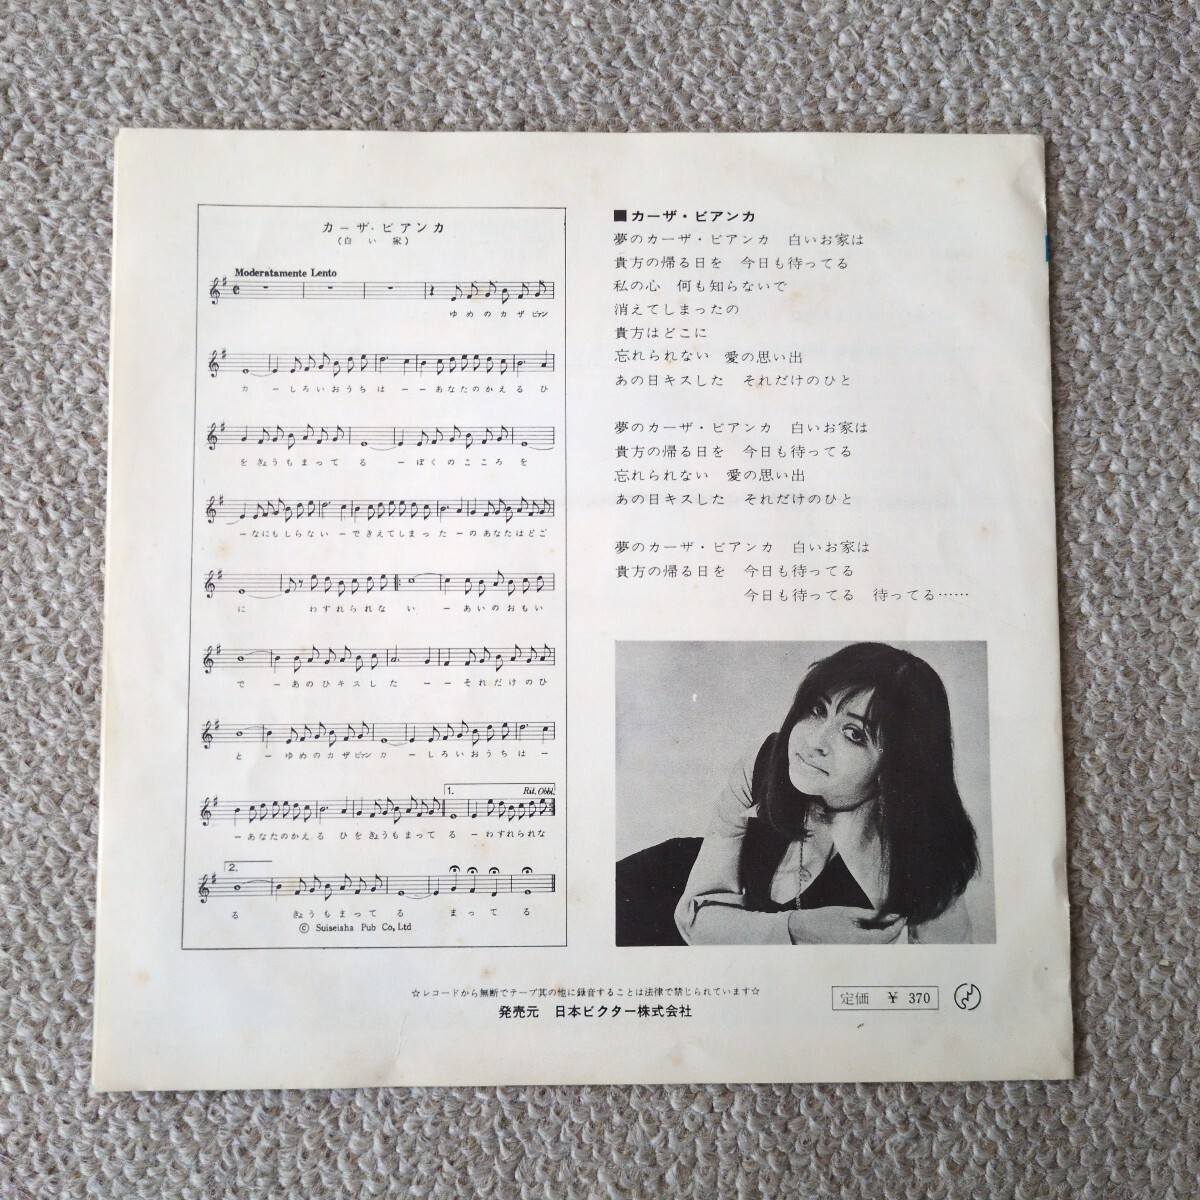 カーザ・ビアンカ
(白い家)
Moderatamente Lento
ゆめのカザビアン
カーしろいおうちはーーあなたのかえるひ
をきょうもまってるーぼくのこころを
ーなにもしらないーできえてしまったーのあなたはどこ
に わすれられないーあいのおもい
でーあのひキスしたーーそれだけのひ
とーゆめのカザビアンカーしろいおうちはー
1. Rit. Obbl.
ーあなたのかえるひをきょうもまってるーわすれられな
2.
る きょうもまってる まってる
© Suiseisha Pub Co,Ltd
■カーザ・ビアンカ
夢のカーザ・ビアンカ 白いお家は
貴方の帰る日を 今日も待ってる
私の心 何も知らないで
消えてしまったの
貴方はどこに
忘れられない 愛の思い出
あの日キスした それだけのひと
夢のカーザ・ビアンカ 白いお家は
貴方の帰る日を 今日も待ってる
忘れられない 愛の思い出
あの日キスした それだけのひと
夢のカーザ・ビアンカ 白いお家は
貴方の帰る日を 今日も待ってる
今日も待ってる 待ってる……
☆レコードから無断でテープ其の他に録音することは法律で禁じられています☆
発売元 日本ビクター株式会社
定価 ¥ 370